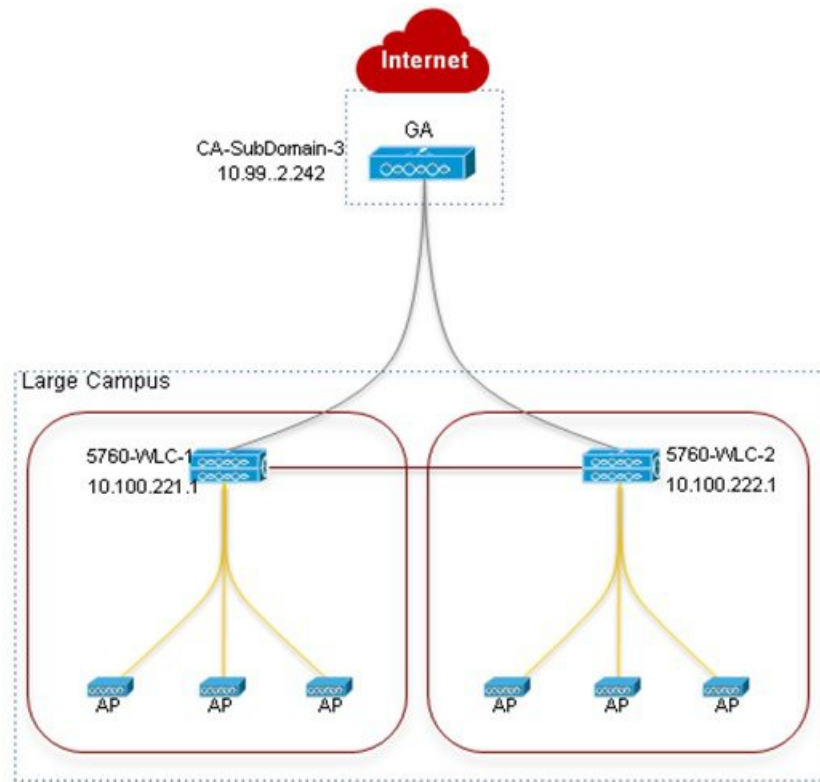 Internet
GA
CA-SubDomain-3
10.99..2.242
Large Campus
5760-WLC-1
10.100.221.1
5760-WLC-2
10.100.222.1
AP
AP
AP
AP
AP
AP